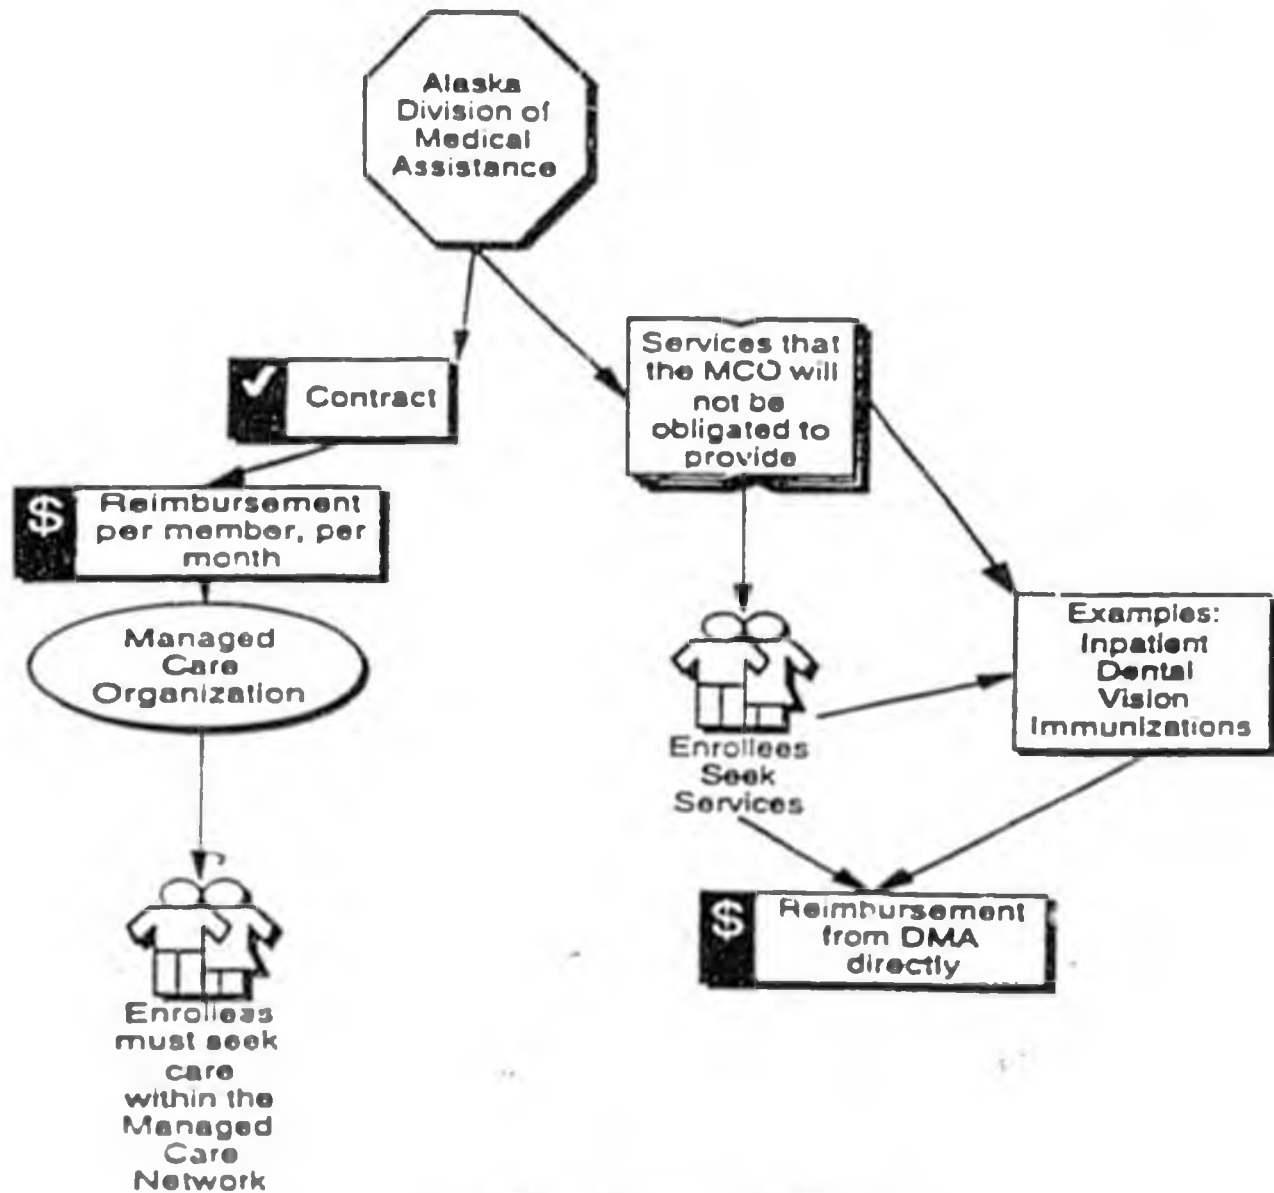 Alaska
Division of
Medical
Assistance
Contract
$
Reimbursement
per member, per
month
Managed
Care
Organization
Enrollees
must seek
care
within the
Managed
Care
Network
Services that
the MCO will
not be
obligated to
provide
Enrollees
Seek
Services
Examples:
Inpatient
Dental
Vision
Immunizations
$
Reimbursement
from DMA
directly